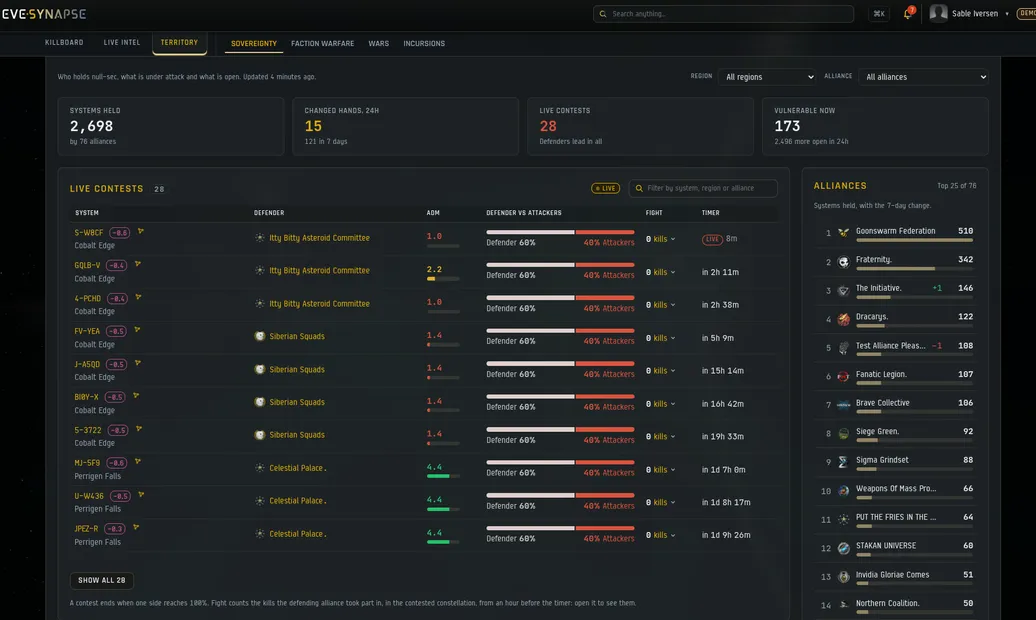 EVE·SYNAPSE
Search anything…
⌘K
7
Sable Iversen
DEMO
KILLBOARD
LIVE INTEL
TERRITORY
SOVEREIGNTY
FACTION WARFARE
WARS
INCURSIONS
Who holds null-sec, what is under attack and what is open. Updated 4 minutes ago.
REGION
All regions
ALLIANCE
All alliances
SYSTEMS HELD
2,698
by 76 alliances
CHANGED HANDS, 24H
15
121 in 7 days
LIVE CONTESTS
28
Defenders lead in all
VULNERABLE NOW
173
2,496 more open in 24h
LIVE CONTESTS 28
LIVE
Filter by system, region or alliance
SYSTEM DEFENDER ADM DEFENDER VS ATTACKERS FIGHT TIMER
S-W8CF -0.6 Itty Bitty Asteroid Committee 1.0 Defender 60% 40% Attackers 0 kills LIVE 8m
Cobalt Edge
GQLB-V -0.4 Itty Bitty Asteroid Committee 2.2 Defender 60% 40% Attackers 0 kills in 2h 11m
Cobalt Edge
4-PCHD -0.4 Itty Bitty Asteroid Committee 1.0 Defender 60% 40% Attackers 0 kills in 2h 38m
Cobalt Edge
FV-YEA -0.5 Siberian Squads 1.4 Defender 60% 40% Attackers 0 kills in 5h 9m
Cobalt Edge
J-A5QD -0.5 Siberian Squads 1.4 Defender 60% 40% Attackers 0 kills in 15h 14m
Cobalt Edge
BI0Y-X -0.5 Siberian Squads 1.4 Defender 60% 40% Attackers 0 kills in 16h 42m
Cobalt Edge
5-3722 -0.5 Siberian Squads 1.4 Defender 60% 40% Attackers 0 kills in 19h 33m
Cobalt Edge
MJ-5F9 -0.6 Celestial Palace. 4.4 Defender 60% 40% Attackers 0 kills in 1d 7h 0m
Perrigen Falls
U-W436 -0.5 Celestial Palace. 4.4 Defender 60% 40% Attackers 0 kills in 1d 8h 17m
Perrigen Falls
JPEZ-R -0.3 Celestial Palace. 4.4 Defender 60% 40% Attackers 0 kills in 1d 9h 26m
Perrigen Falls
SHOW ALL 28
A contest ends when one side reaches 100%. Fight counts the kills the defending alliance took part in, in the contested constellation, from an hour before the timer; open it to see them.
ALLIANCES
Top 25 of 76
Systems held, with the 7-day change.
1 Goonswarm Federation 510
2 Fraternity. 342
3 The Initiative. +1 146
4 Dracarys. 122
5 Test Alliance Pleas… −1 108
6 Fanatic Legion. 107
7 Brave Collective 106
8 Siege Green. 92
9 Sigma Grindset 88
10 Weapons Of Mass Pro… 66
11 PUT THE FRIES IN THE … 64
12 STAKAN UNIVERSE 60
13 Invidia Gloriae Comes 51
14 Northern Coalition. 50